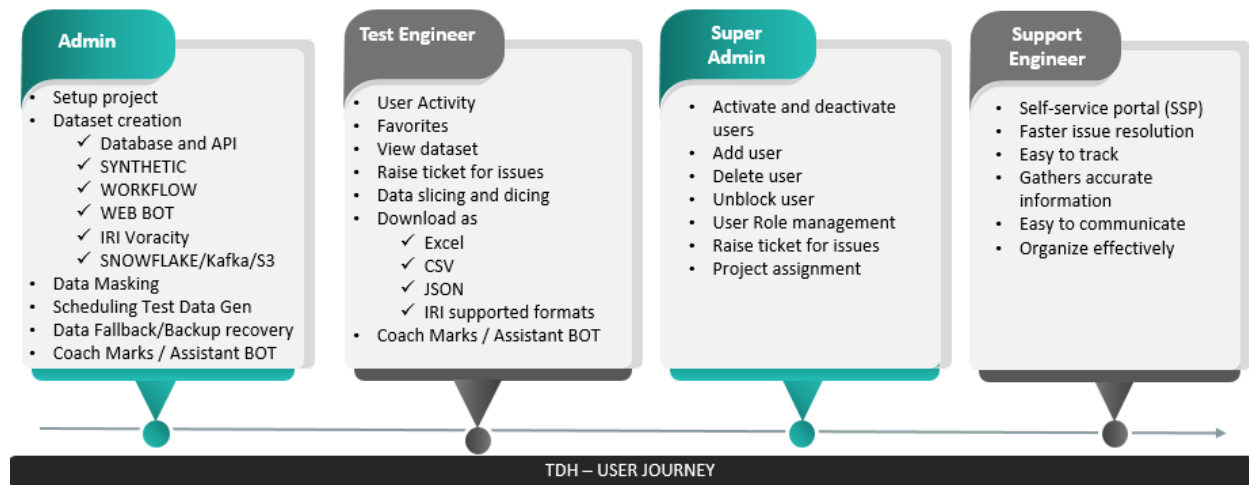 Admin
Setup project
Dataset creation
✓ Database and API
✓ SYNTHETIC
✓ WORKFLOW
✓ WEB BOT
✓ IRI Voracity
✓ SNOWFLAKE/Kafka/S3
Data Masking
Scheduling Test Data Gen
Data Fallback/Backup recovery
Coach Marks / Assistant BOT
Test Engineer
User Activity
Favorites
View dataset
Raise ticket for issues
Data slicing and dicing
Download as
✓ Excel
✓ CSV
✓ JSON
✓ IRI supported formats
Coach Marks / Assistant BOT
Super
Admin
Activate and deactivate
users
Add user
Delete user
Unblock user
User Role management
Raise ticket for issues
Project assignment
Support
Engineer
Self-service portal (SSP)
Faster issue resolution
Easy to track
Gathers accurate
information
Easy to communicate
Organize effectively
TDH – USER JOURNEY